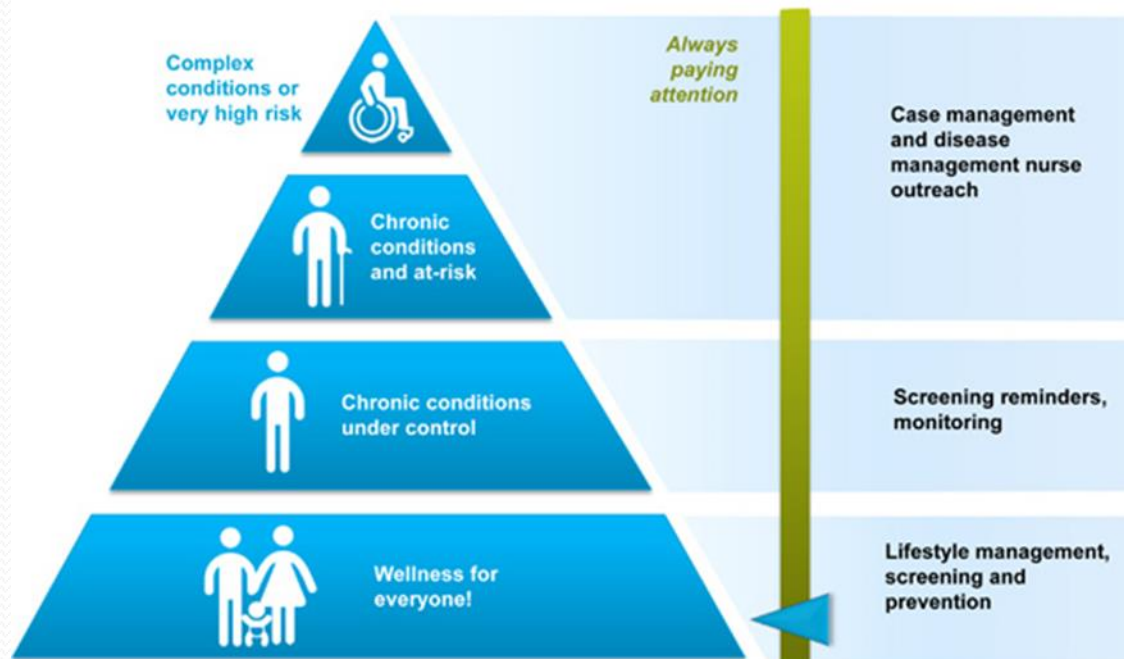 Complex
conditions or
very high risk
Always
paying
attention
Case management
and disease
management nurse
outreach
Chronic
conditions
and at-risk
Chronic conditions
under control
Screening reminders,
monitoring
Wellness for
everyone!
Lifestyle management,
screening and
prevention